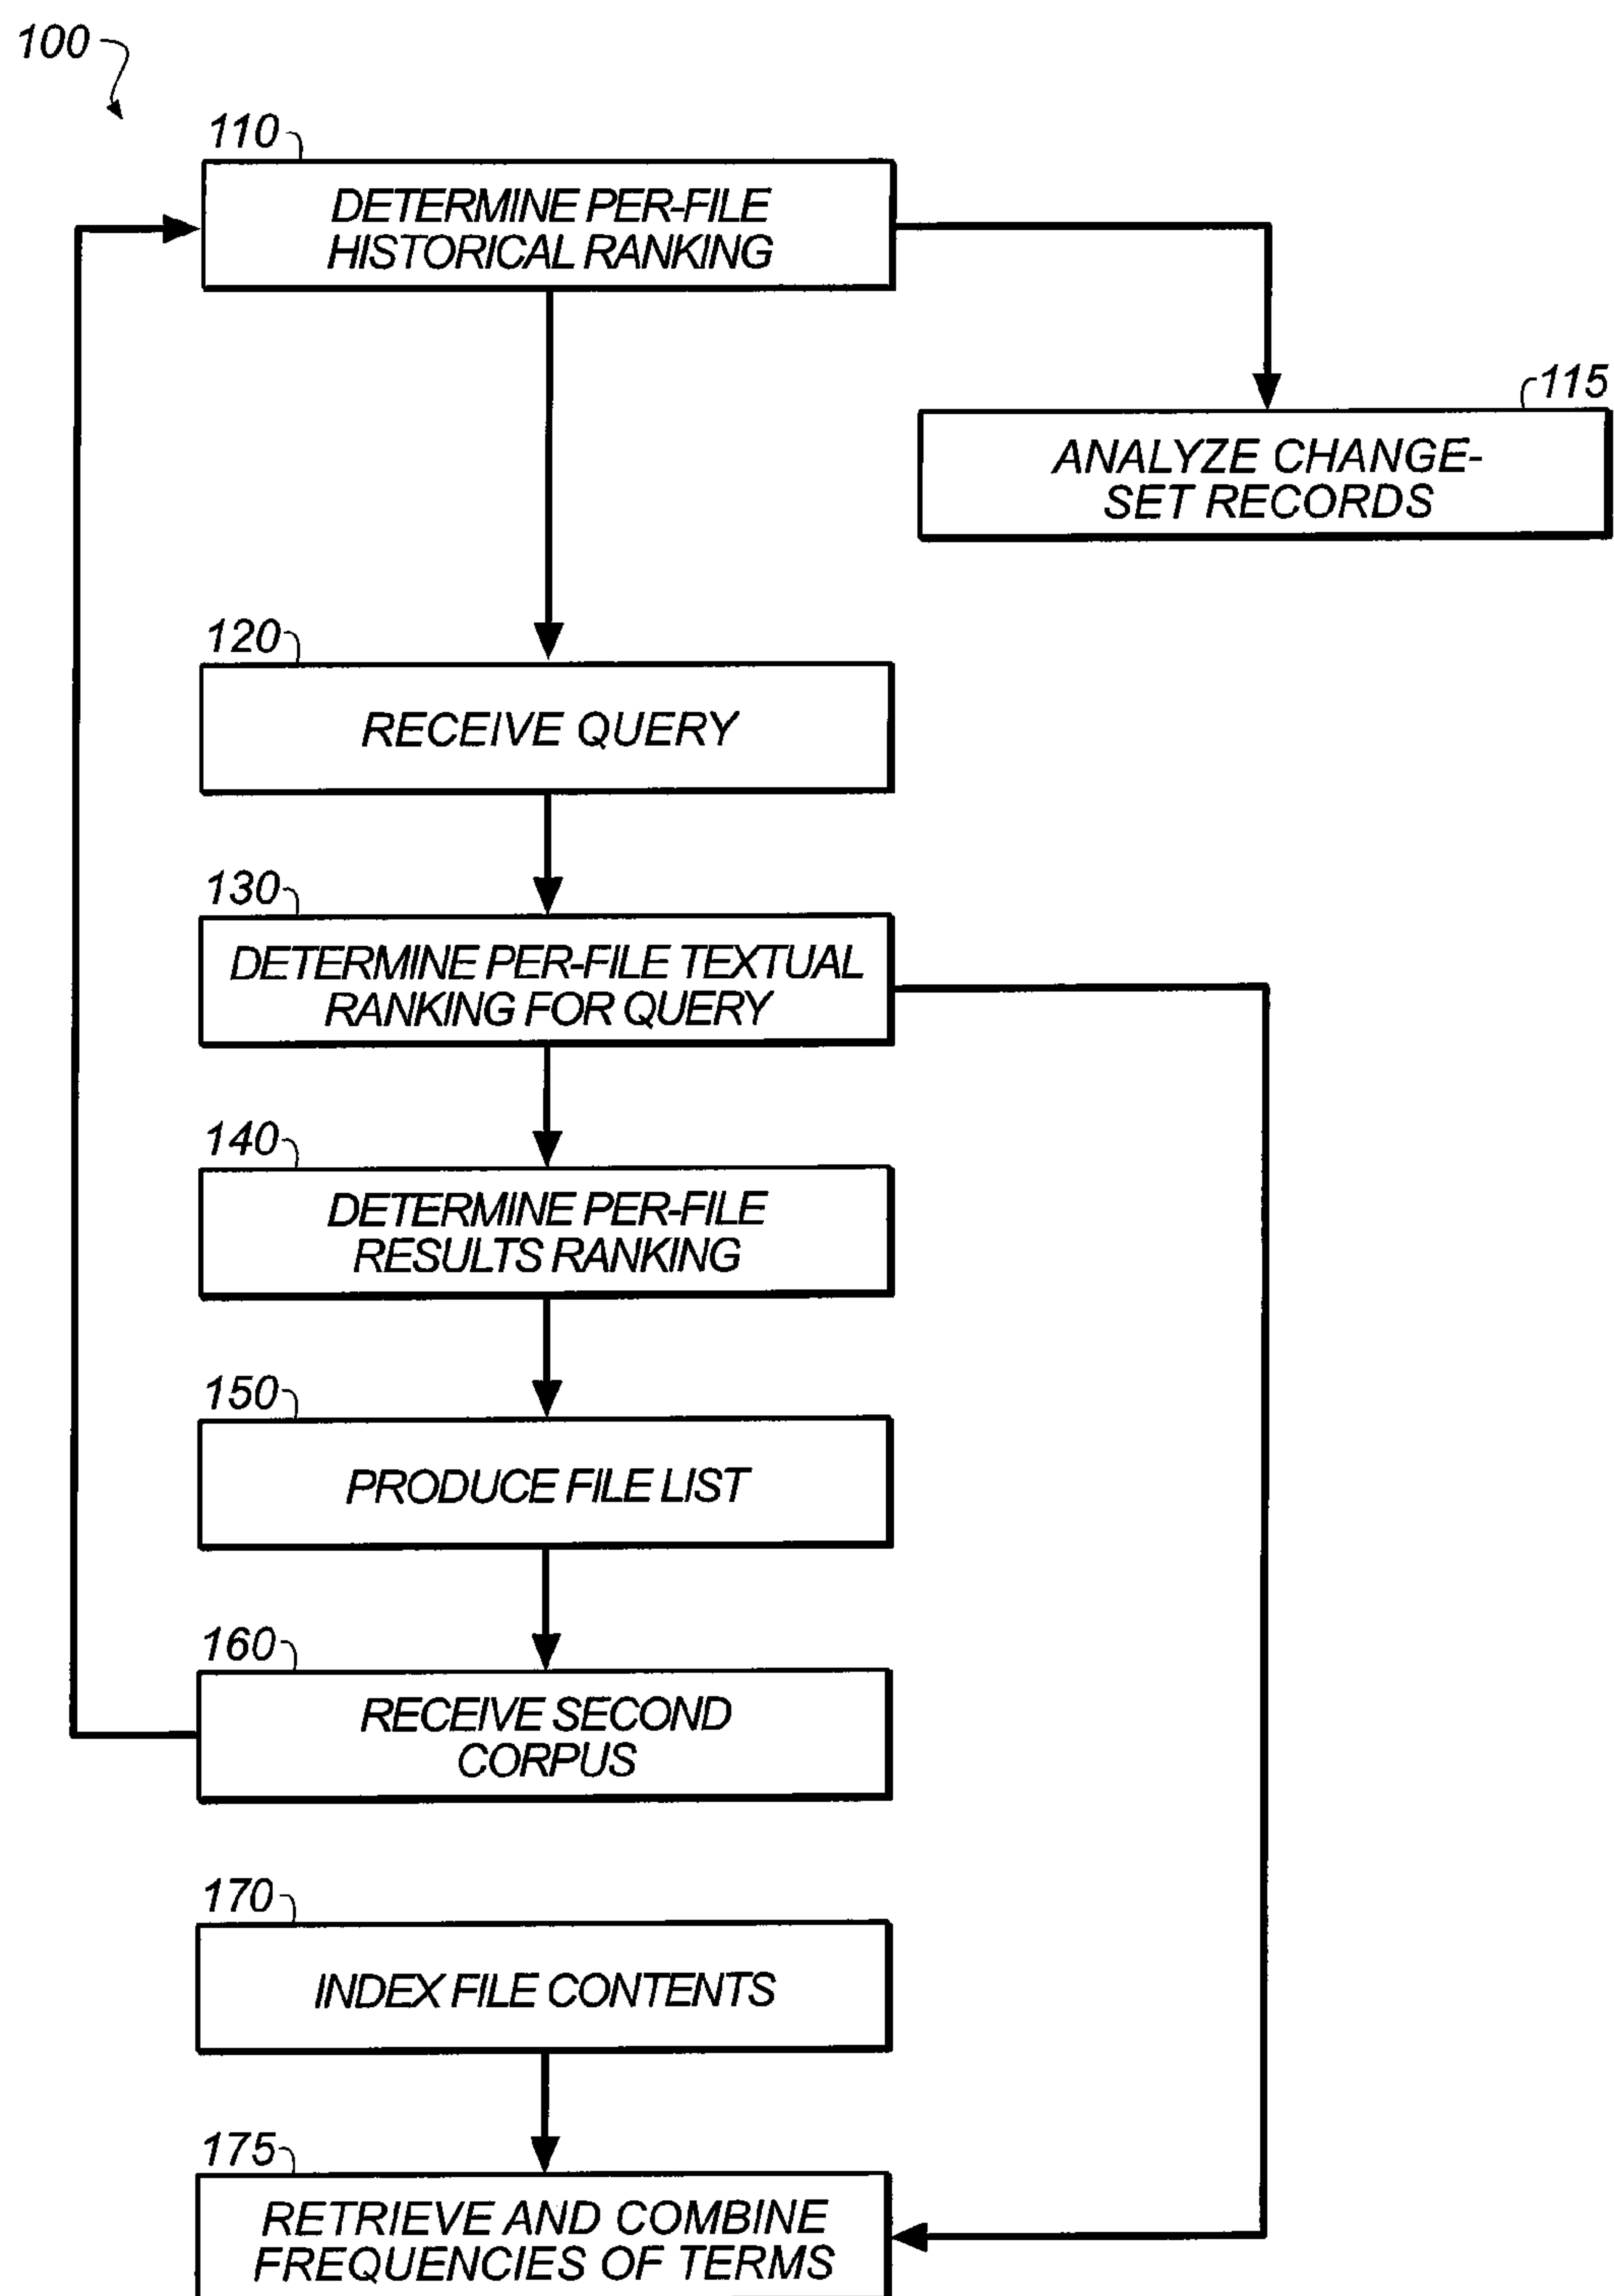 100
110
DETERMINE PER-FILE
HISTORICAL RANKING
115
ANALYZE CHANGE-
SET RECORDS
120
RECEIVE QUERY
130
DETERMINE PER-FILE TEXTUAL
RANKING FOR QUERY
140
DETERMINE PER-FILE
RESULTS RANKING
150
PRODUCE FILE LIST
160
RECEIVE SECOND
CORPUS
170
INDEX FILE CONTENTS
175
RETRIEVE AND COMBINE
FREQUENCIES OF TERMS